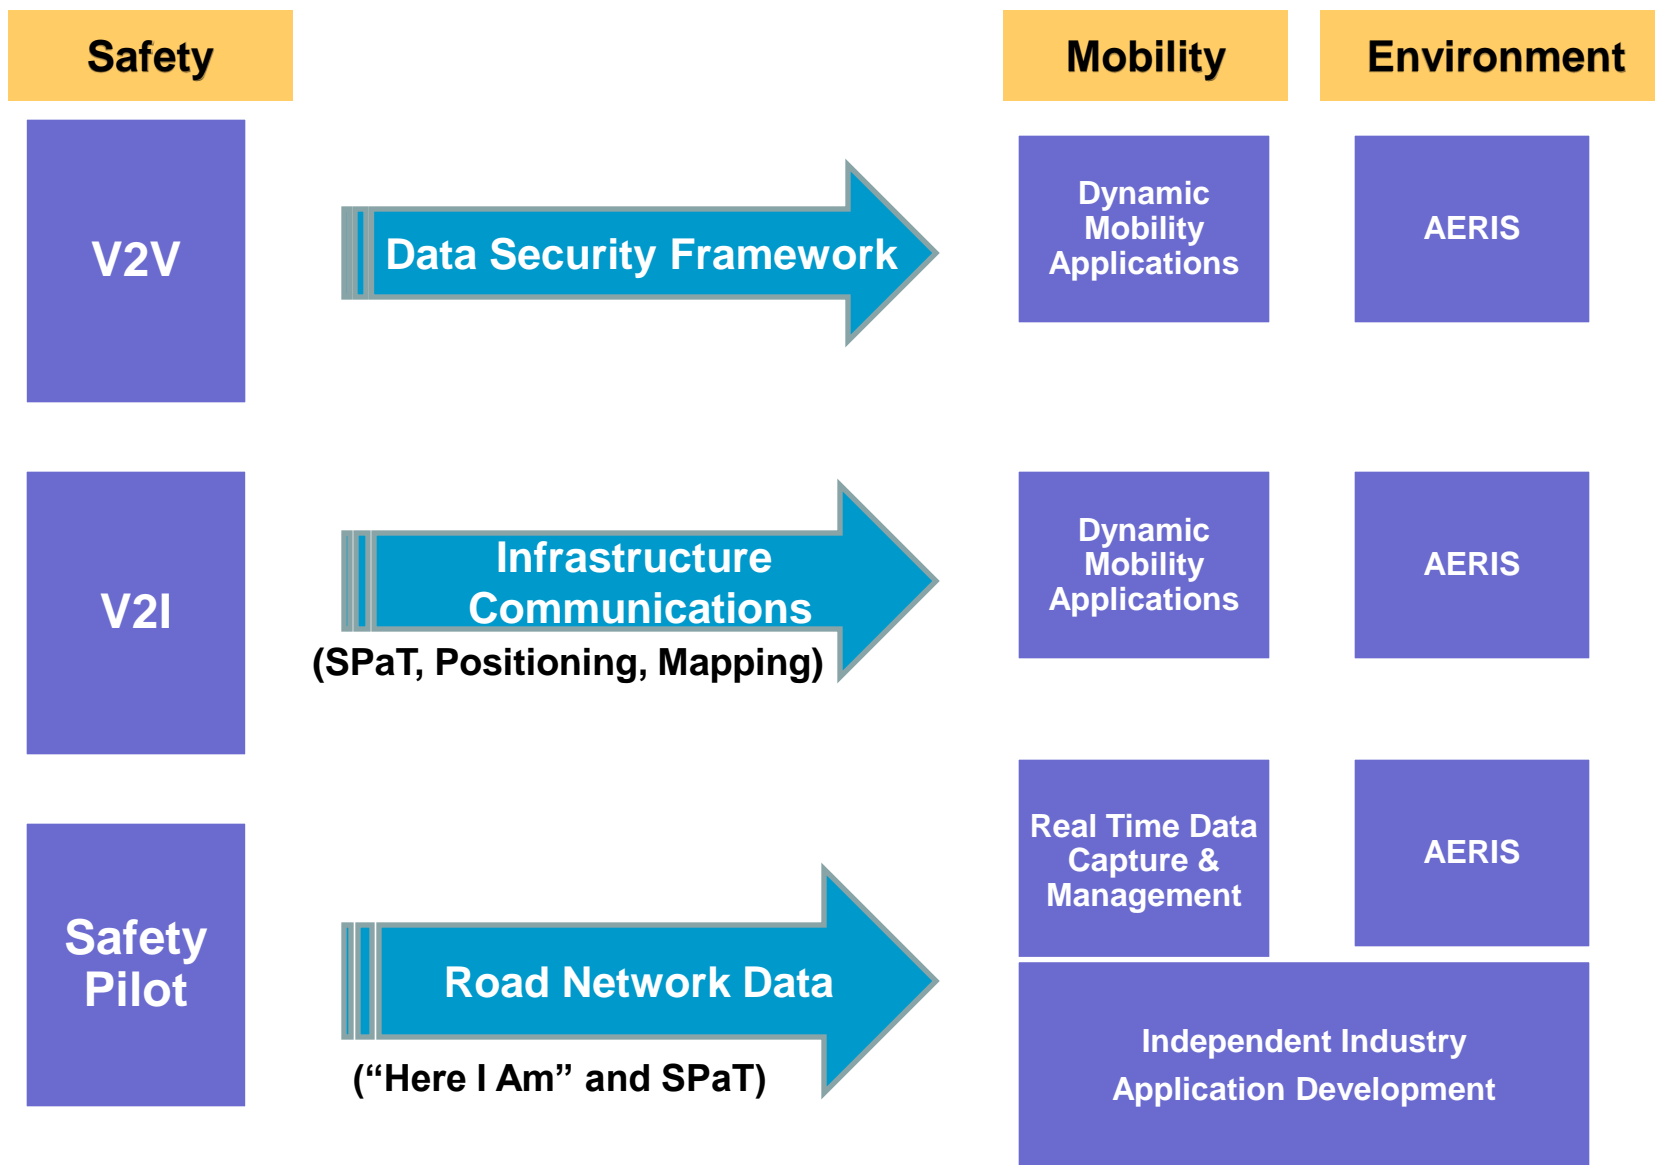 Safety
Mobility
Environment
V2V
Data Security Framework
Dynamic
Mobility
Applications
AERIS
V2I
Infrastructure
Communications
(SPaT, Positioning, Mapping)
Dynamic
Mobility
Applications
AERIS
Safety
Pilot
Road Network Data
(“Here I Am” and SPaT)
Real Time Data
Capture &
Management
AERIS
Independent Industry
Application Development